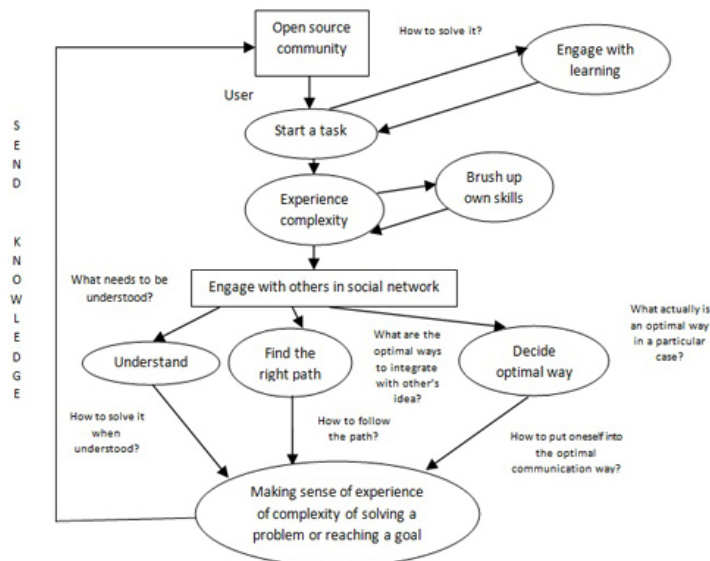 Open source
community
How to solve it?
Engage with
learning
User
Start a task
Experience
complexity
Brush up
own skills
SEND
KNOWLEDGE
Engage with others in social network
What needs to be
understood?
What actually is
an optimal way
in a particular
case?
Understand
Find the
right path
What are the
optimal ways
to integrate
with other's
idea?
Decide
optimal way
How to solve it
when
understood?
How to follow
the path?
How to put oneself into
the optimal
communication way?
Making sense of experience
of complexity of solving a
problem or reaching a goal